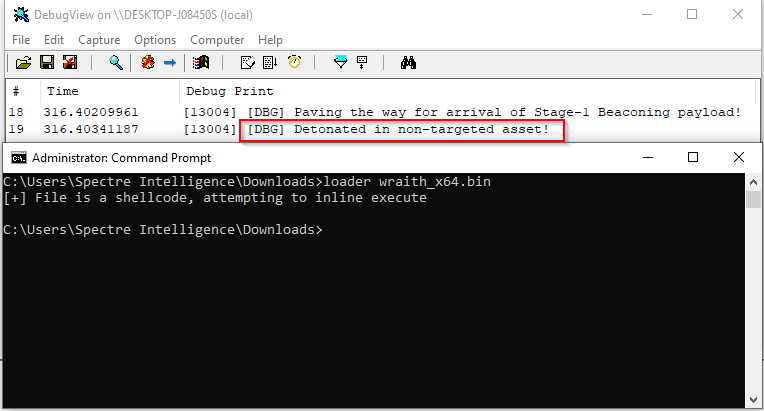 DebugView on \\DESKTOP-J08450S (local)
File Edit Capture Options Computer Help
# Time Debug Print
18 316.40209961 [13004] [DBG] Paving the way for arrival of Stage-1 Beaconing payload!
19 316.40341187 [13004] [DBG] Detonated in non-targeted asset!
Administrator: Command Prompt
C:\Users\Spectre Intelligence\Downloads>loader wraith_x64.bin
[+] File is a shellcode, attempting to inline execute
C:\Users\Spectre Intelligence\Downloads>